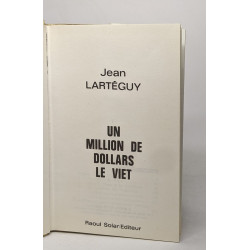 Jean
LARTÉGUY
UN
MILLION DE
DOLLARS
LE VIET
Raoul Solar Editeur